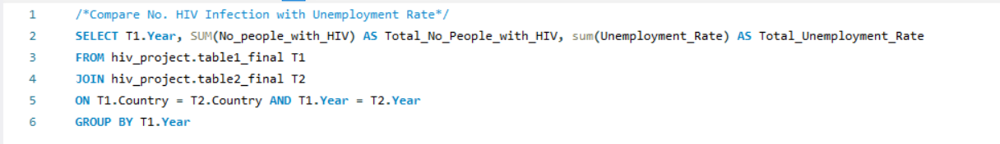 1 /*Compare No. HIV Infection with Unemployment Rate*/
2 SELECT T1.Year, SUM(No_people_with_HIV) AS Total_No_People_with_HIV, sum(Unemployment_Rate) AS Total_Unemployment_Rate
3 FROM hiv_project.table1_final T1
4 JOIN hiv_project.table2_final T2
5 ON T1.Country = T2.Country AND T1.Year = T2.Year
6 GROUP BY T1.Year